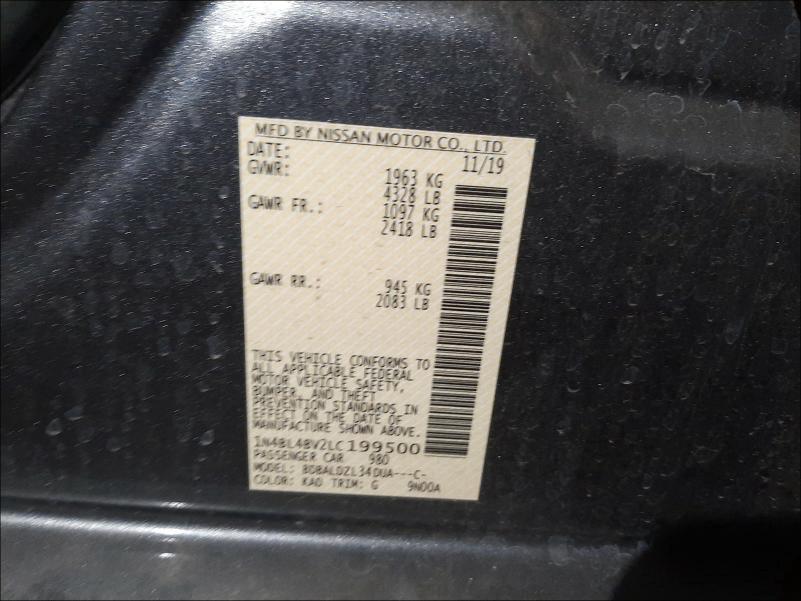 MFD BY NISSAN MOTOR CO., LTD.
DATE: 11/19
GVWR: 1963 KG
4328 LB
GAWR FR.: 1097 KG
2418 LB
GAWR RR.: 945 KG
2083 LB
THIS VEHICLE CONFORMS TO
ALL APPLICABLE FEDERAL
MOTOR VEHICLE SAFETY,
BUMPER, AND THEFT
PREVENTION STANDARDS IN
EFFECT ON THE DATE OF
MANUFACTURE SHOWN ABOVE.
1N4BL4BV2LC199500
PASSENGER CAR 980
MODEL: BDBALDZL34DUA---C-
COLOR: KAD TRIM: G 9N00A